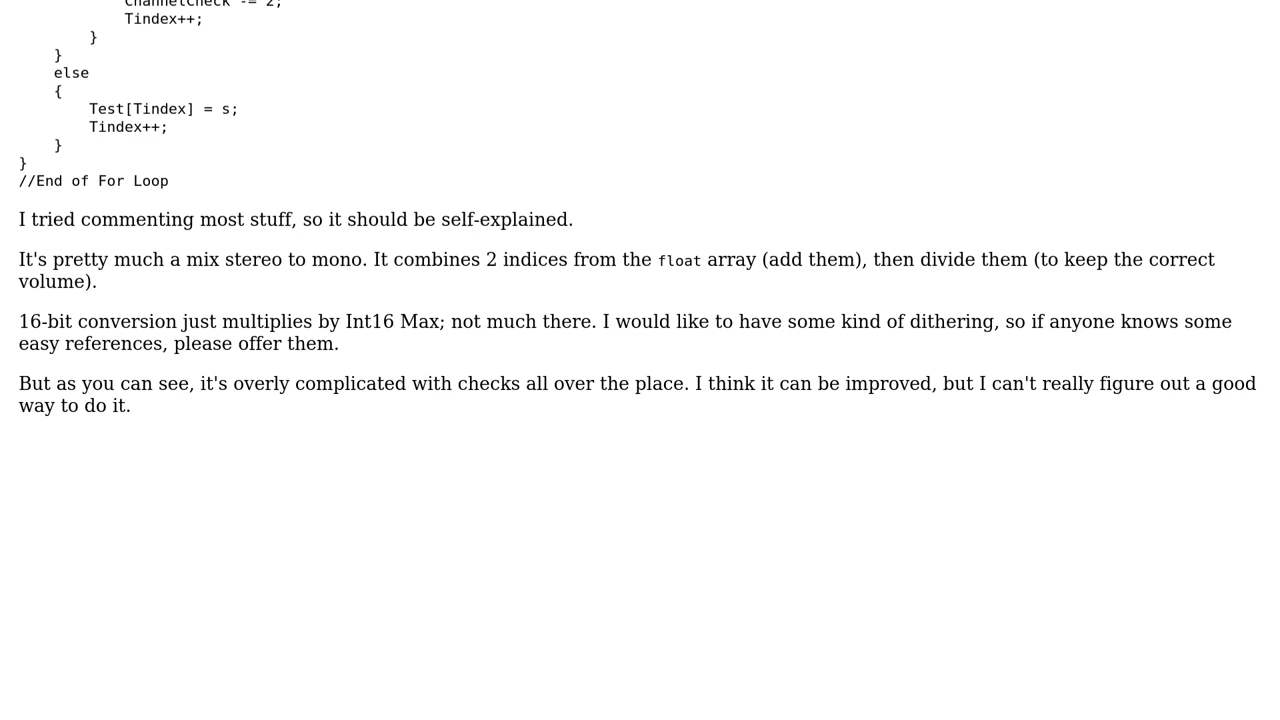 ChannelCheck -= 2;
Tindex++;
}
}
else
{
Test[Tindex] = s;
Tindex++;
}
}
//End of For Loop
I tried commenting most stuff, so it should be self-explained.
It's pretty much a mix stereo to mono. It combines 2 indices from the float array (add them), then divide them (to keep the correct
volume).
16-bit conversion just multiplies by Int16 Max; not much there. I would like to have some kind of dithering, so if anyone knows some
easy references, please offer them.
But as you can see, it's overly complicated with checks all over the place. I think it can be improved, but I can't really figure out a good
way to do it.